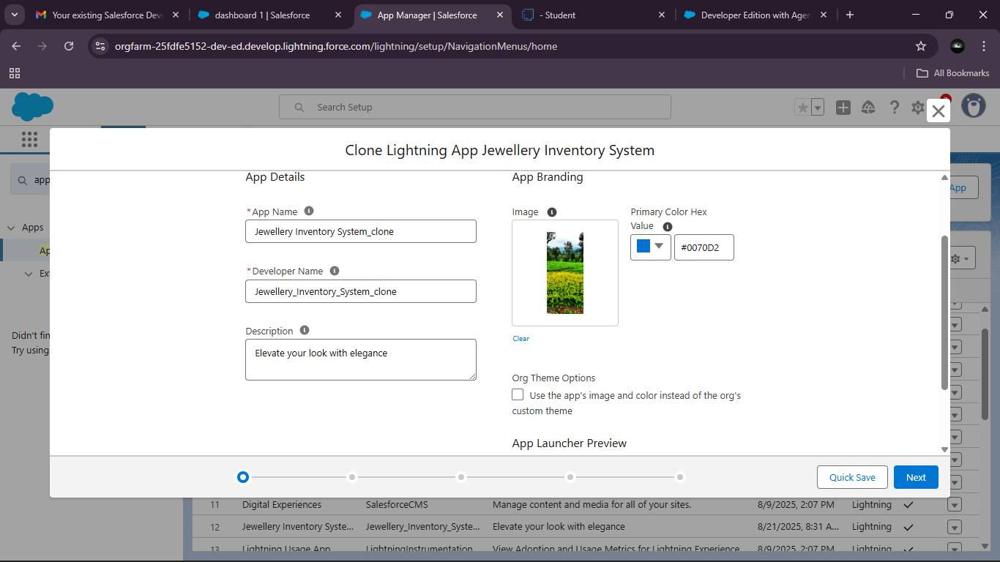 Your existing Salesforce Dev
dashboard 1 | Salesforce
App Manager | Salesforce
- Student
Developer Edition with Agen
orgfarm-25fdfe5152-dev-ed.develop.lightning.force.com/lightning/setup/NavigationMenus/home
All Bookmarks
Search Setup
Clone Lightning App Jewellery Inventory System
app
App
Apps
Ap
Ex
Didn't fin
Try using
App Details
App Branding
*App Name
Jewellery Inventory System_clone
*Developer Name
Jewellery_Inventory_System_clone
Description
Elevate your look with elegance
Image
Clear
Primary Color Hex
Value
#0070D2
Org Theme Options
Use the app's image and color instead of the org's
custom theme
App Launcher Preview
Quick Save
Next
11 Digital Experiences SalesforceCMS Manage content and media for all of your sites. 8/9/2025, 2:07 PM Lightning
12 Jewellery Inventory Syste... Jewellery_Inventory_Syste... Elevate your look with elegance 8/21/2025, 8:31 A... Lightning
13 Lightning Usage App LightningInstrumentation View Adoption and Usage Metrics for Lightning Experience 8/9/2025, 2:07 PM Lightning